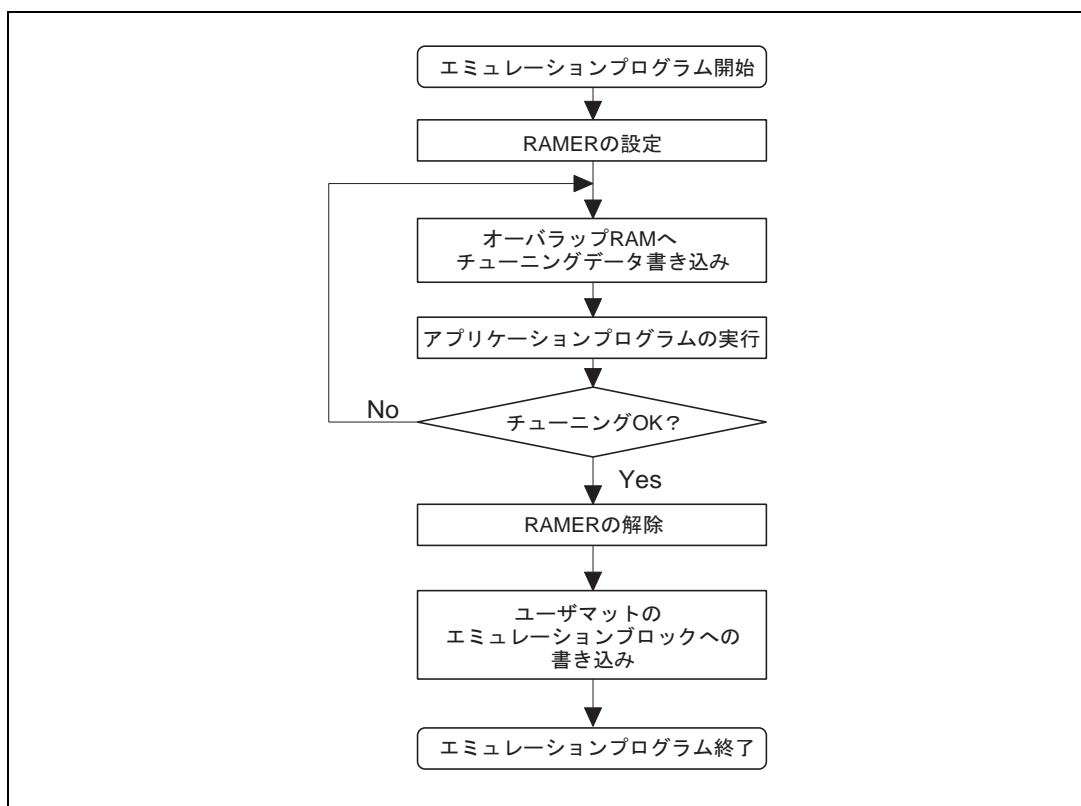 エミュレーションプログラム開始
RAMERの設定
オーバラップRAMへ
チューニングデータ書き込み
アプリケーションプログラムの実行
チューニングOK？
No
Yes
RAMERの解除
ユーザマットの
エミュレーションブロックへの
書き込み
エミュレーションプログラム終了